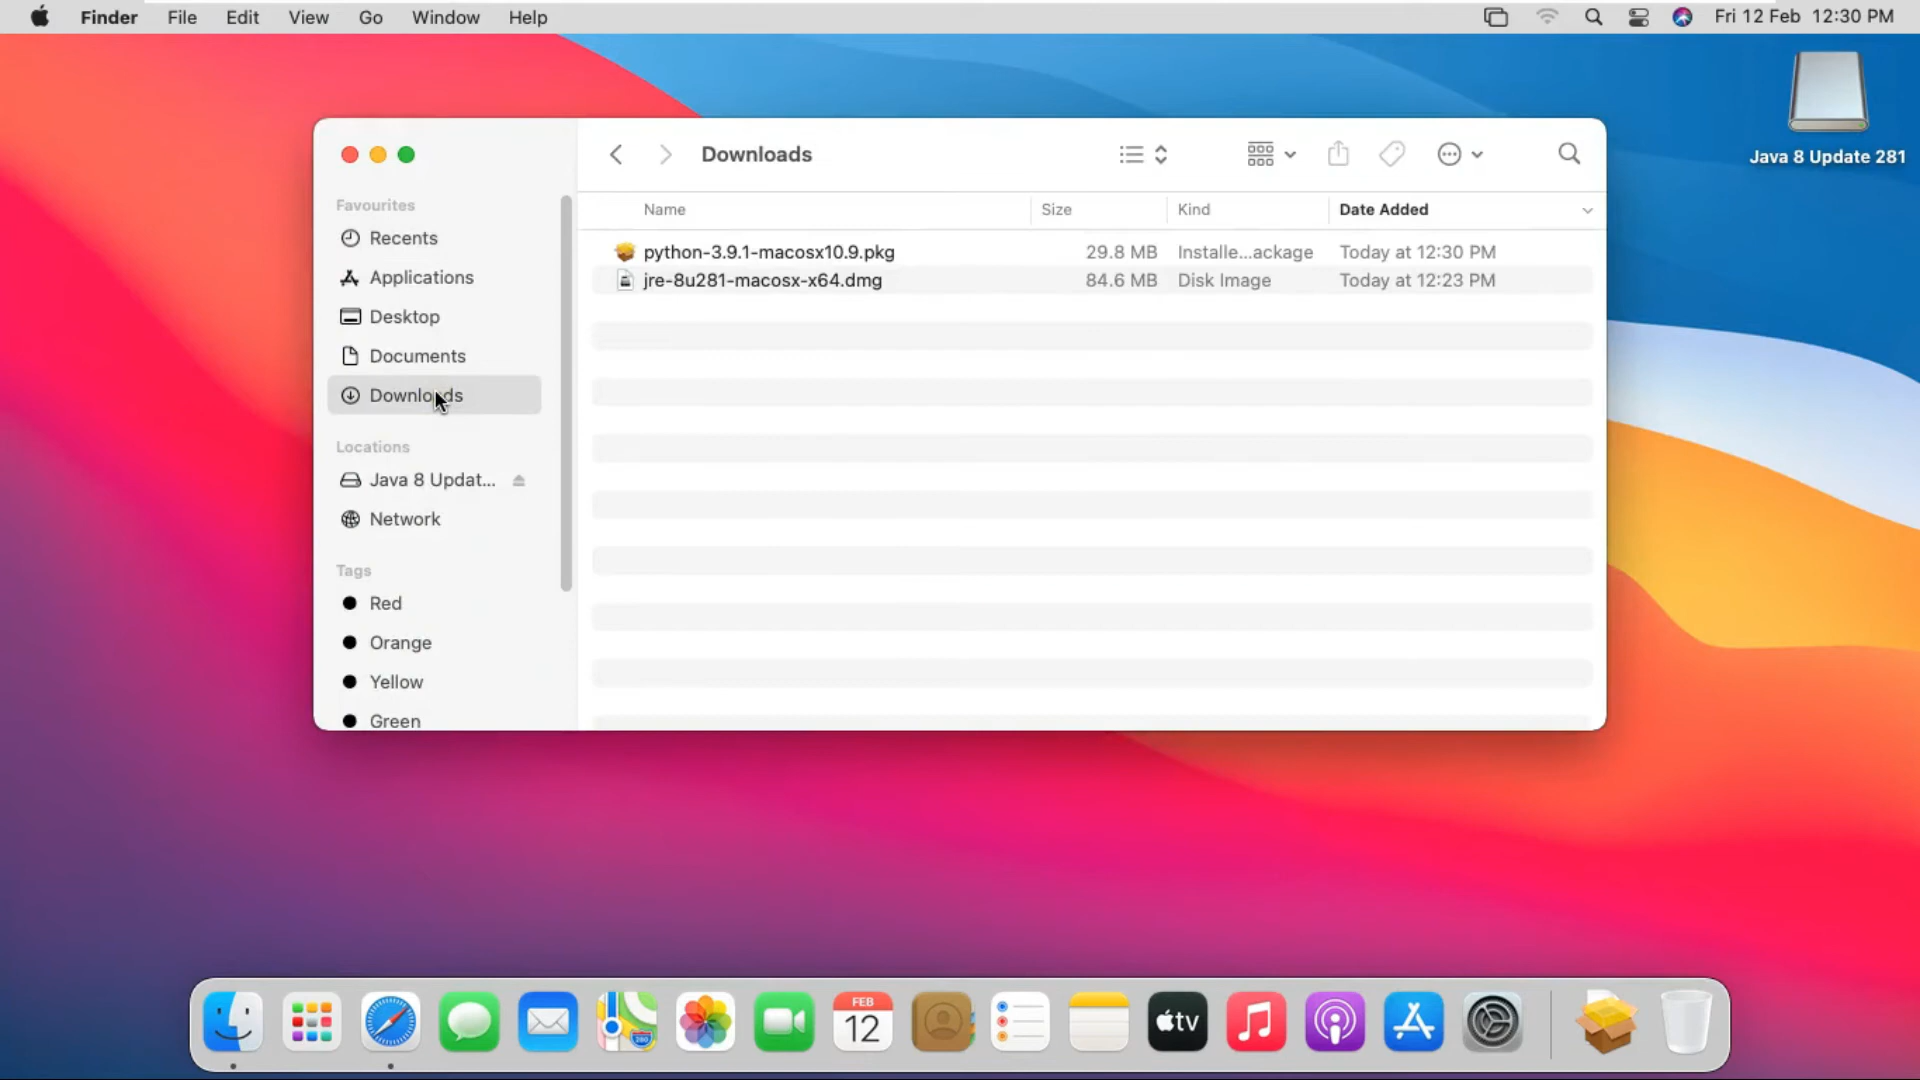 Finder File Edit View Go Window Help Fri 12 Feb 12:30 PM
Java 8 Update 281
Downloads
Favourites
Recents
Applications
Desktop
Documents
Downloads
Locations
Java 8 Updat...
Network
Tags
Red
Orange
Yellow
Green
Name Size Kind Date Added
python-3.9.1-macosx10.9.pkg 29.8 MB Installe...ackage Today at 12:30 PM
jre-8u281-macosx-x64.dmg 84.6 MB Disk Image Today at 12:23 PM
280
FEB
12
tv